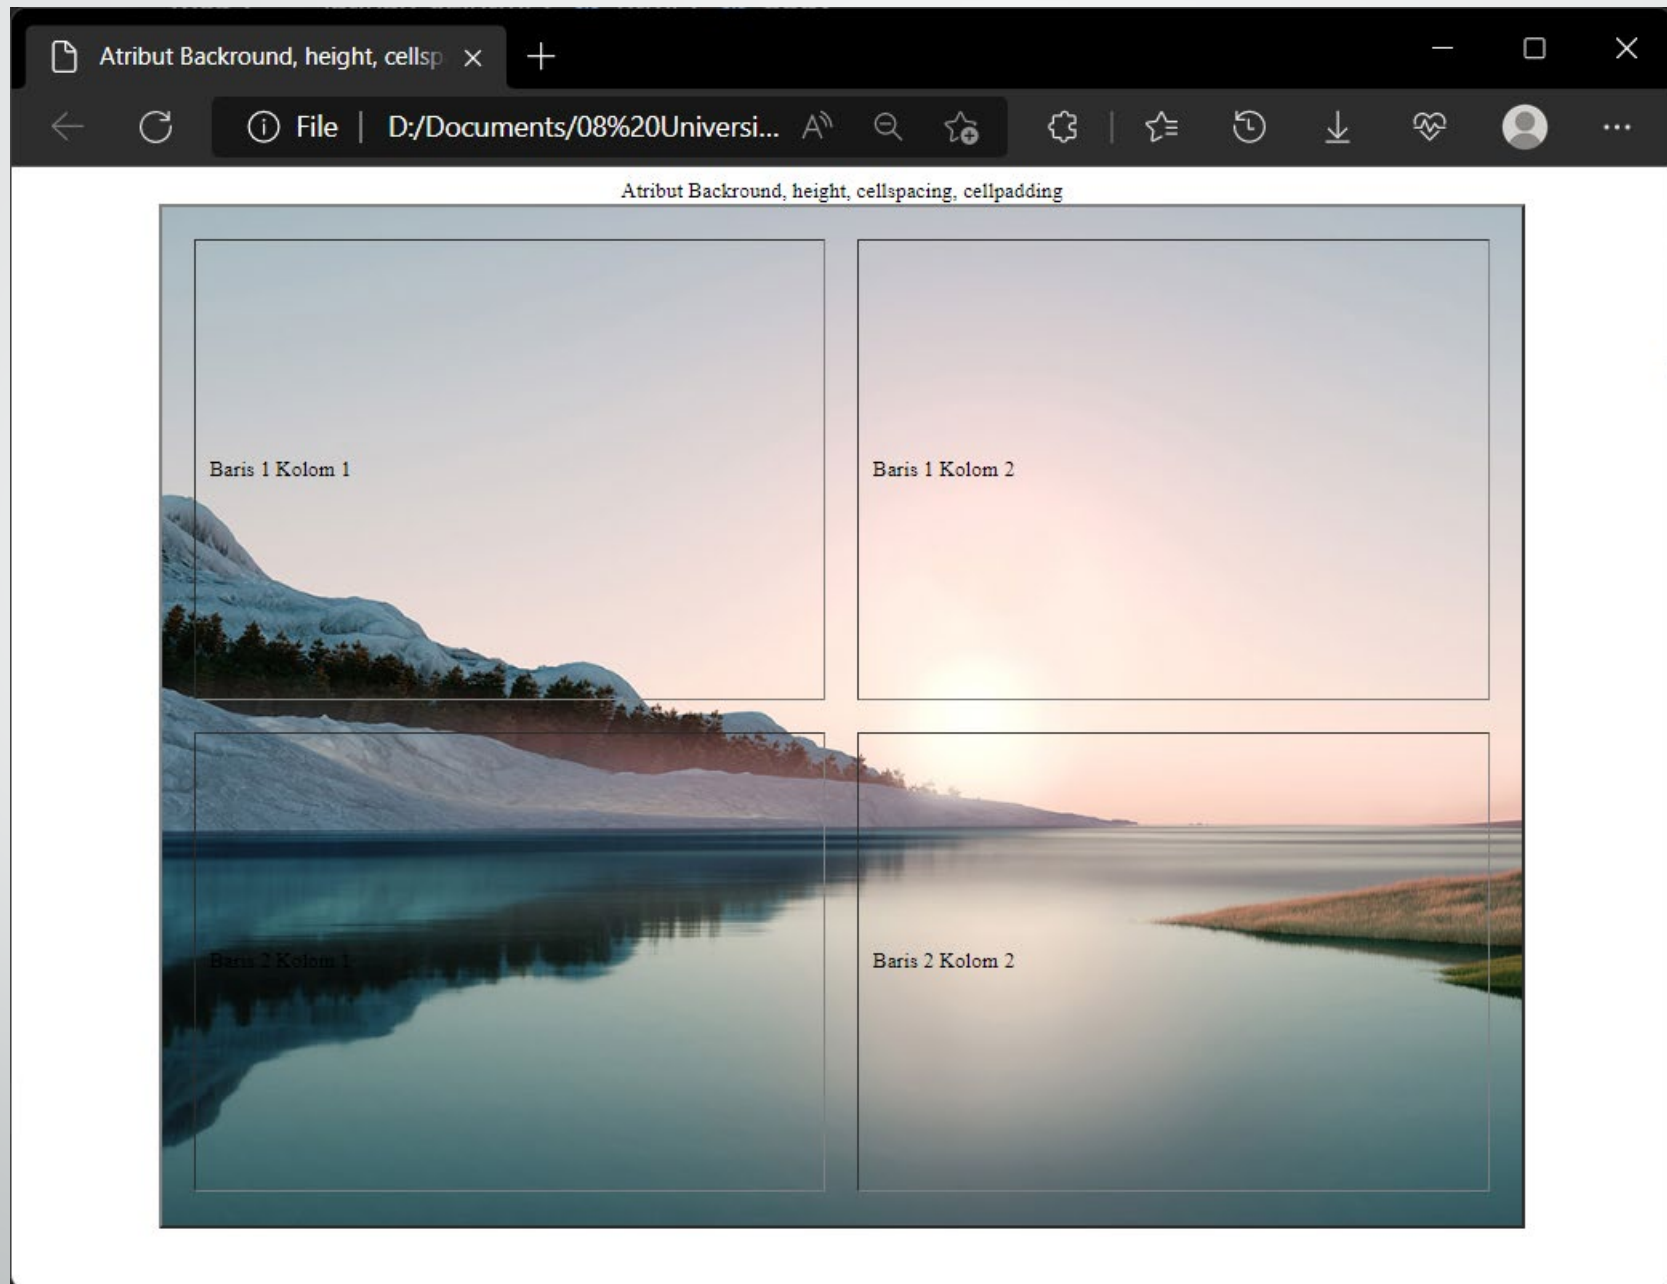 Atribut Backround, height, cellsp
File | D:/Documents/08%20Universi...
Atribut Backround, height, cellspacing, cellpadding
Baris 1 Kolom 1
Baris 1 Kolom 2
Baris 2 Kolom 1
Baris 2 Kolom 2